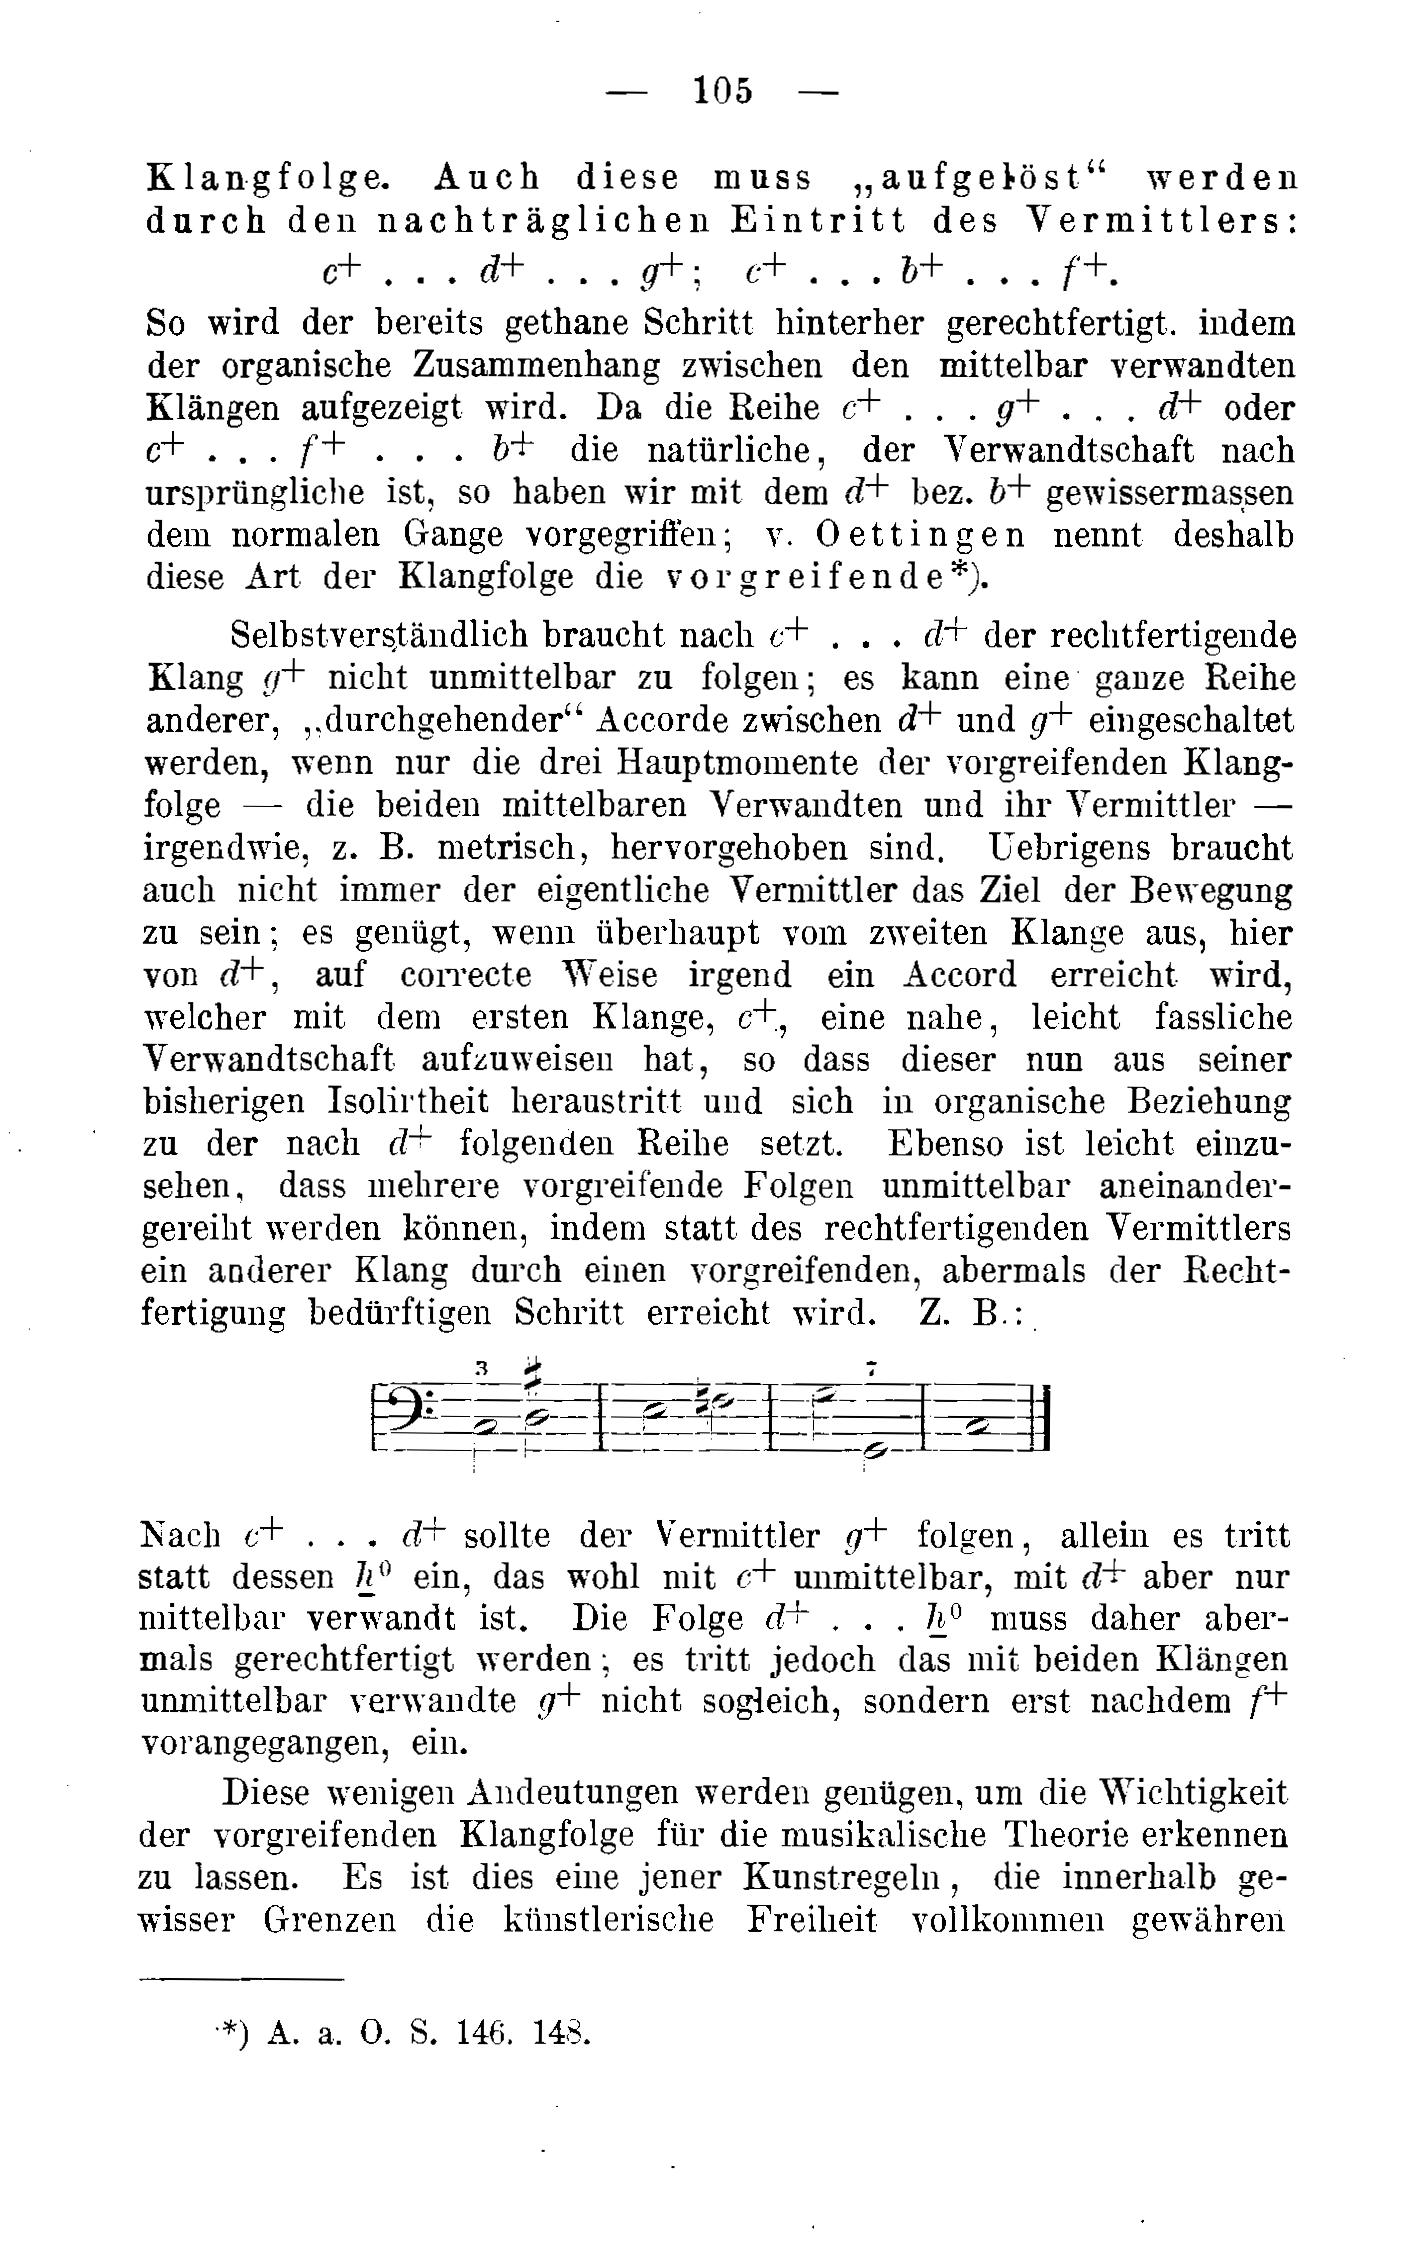 — 105 —
Klangfolge. Auch diese muss „aufgelöst“ werden
durch den nachträglichen Eintritt des Vermittlers:
c+ . . . d+ . . . g+; c+ . . . b+ . . . f+.
So wird der bereits gethane Schritt hinterher gerechtfertigt. indem
der organische Zusammenhang zwischen den mittelbar verwandten
Klängen aufgezeigt wird. Da die Reihe c+ . . . g+ . . . d+ oder
c+ . . . f+ . . . b+ die natürliche, der Verwandtschaft nach
ursprüngliche ist, so haben wir mit dem d+ bez. b+ gewissermassen
dem normalen Gange vorgegriffen; v. Oettingen nennt deshalb
diese Art der Klangfolge die vorgreifende*).
Selbstverständlich braucht nach c+ . . . d+ der rechtfertigende
Klang g+ nicht unmittelbar zu folgen; es kann eine ganze Reihe
anderer, „durchgehender“ Accorde zwischen d+ und g+ eingeschaltet
werden, wenn nur die drei Hauptmomente der vorgreifenden Klang-
folge — die beiden mittelbaren Verwandten und ihr Vermittler —
irgendwie, z. B. metrisch, hervorgehoben sind. Uebrigens braucht
auch nicht immer der eigentliche Vermittler das Ziel der Bewegung
zu sein; es genügt, wenn überhaupt vom zweiten Klange aus, hier
von d+, auf correcte Weise irgend ein Accord erreicht wird,
welcher mit dem ersten Klange, c+, eine nahe, leicht fassliche
Verwandtschaft aufzuweisen hat, so dass dieser nun aus seiner
bisherigen Isolirtheit heraustritt und sich in organische Beziehung
zu der nach d+ folgenden Reihe setzt. Ebenso ist leicht einzu-
sehen, dass mehrere vorgreifende Folgen unmittelbar aneinander-
gereiht werden können, indem statt des rechtfertigenden Vermittlers
ein anderer Klang durch einen vorgreifenden, abermals der Recht-
fertigung bedürftigen Schritt erreicht wird. Z. B.:
3 ♯ 7
Nach c+ . . . d+ sollte der Vermittler g+ folgen, allein es tritt
statt dessen h̲⁰ ein, das wohl mit c+ unmittelbar, mit d+ aber nur
mittelbar verwandt ist. Die Folge d+ . . . h̲⁰ muss daher aber-
mals gerechtfertigt werden; es tritt jedoch das mit beiden Klängen
unmittelbar verwandte g+ nicht sogleich, sondern erst nachdem f+
vorangegangen, ein.
Diese wenigen Andeutungen werden genügen, um die Wichtigkeit
der vorgreifenden Klangfolge für die musikalische Theorie erkennen
zu lassen. Es ist dies eine jener Kunstregeln, die innerhalb ge-
wisser Grenzen die künstlerische Freiheit vollkommen gewähren
*) A. a. O. S. 146. 148.